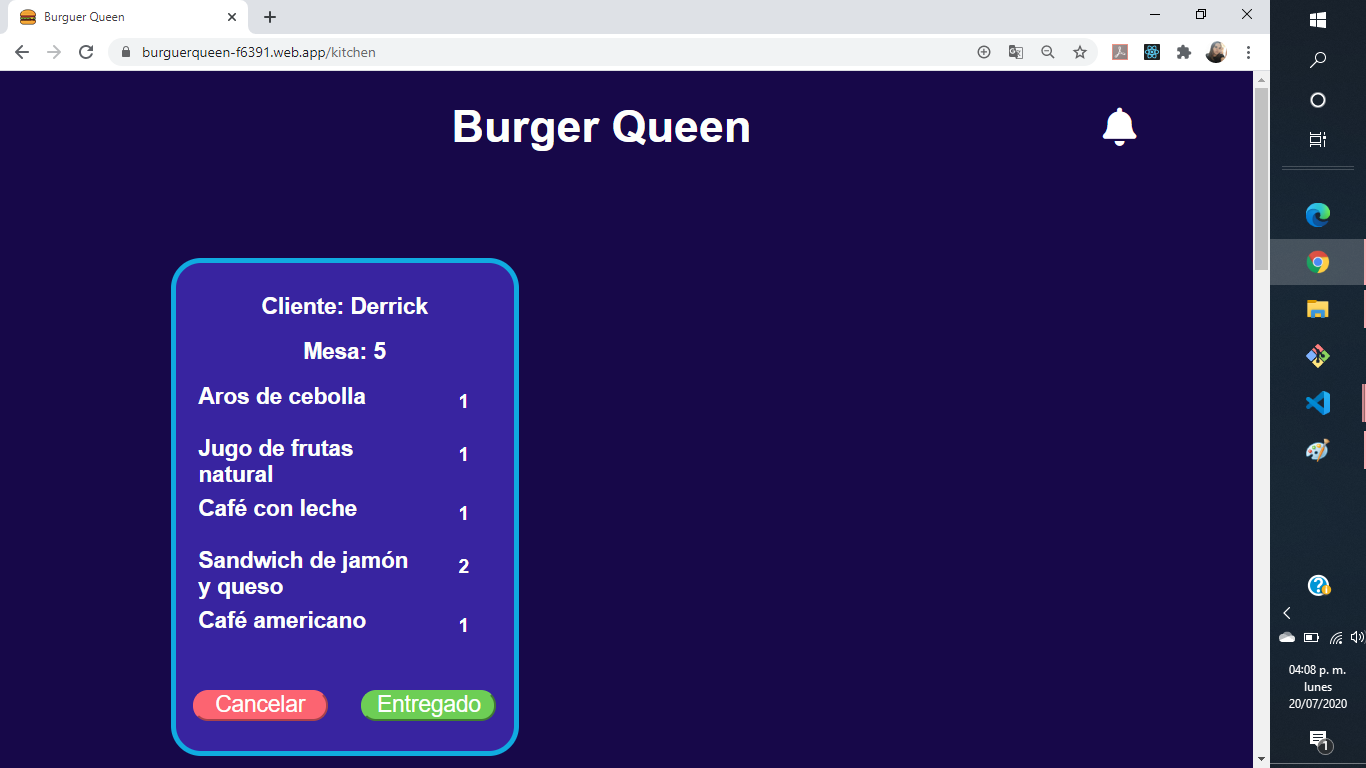 Burguer Queen
burguerqueen-f6391.web.app/kitchen
Burger Queen
Cliente: Derrick
Mesa: 5
Aros de cebolla 1
Jugo de frutas 1
natural
Café con leche 1
Sandwich de jamón 2
y queso
Café americano 1
Cancelar Entregado
04:08 p. m.
lunes
20/07/2020
1